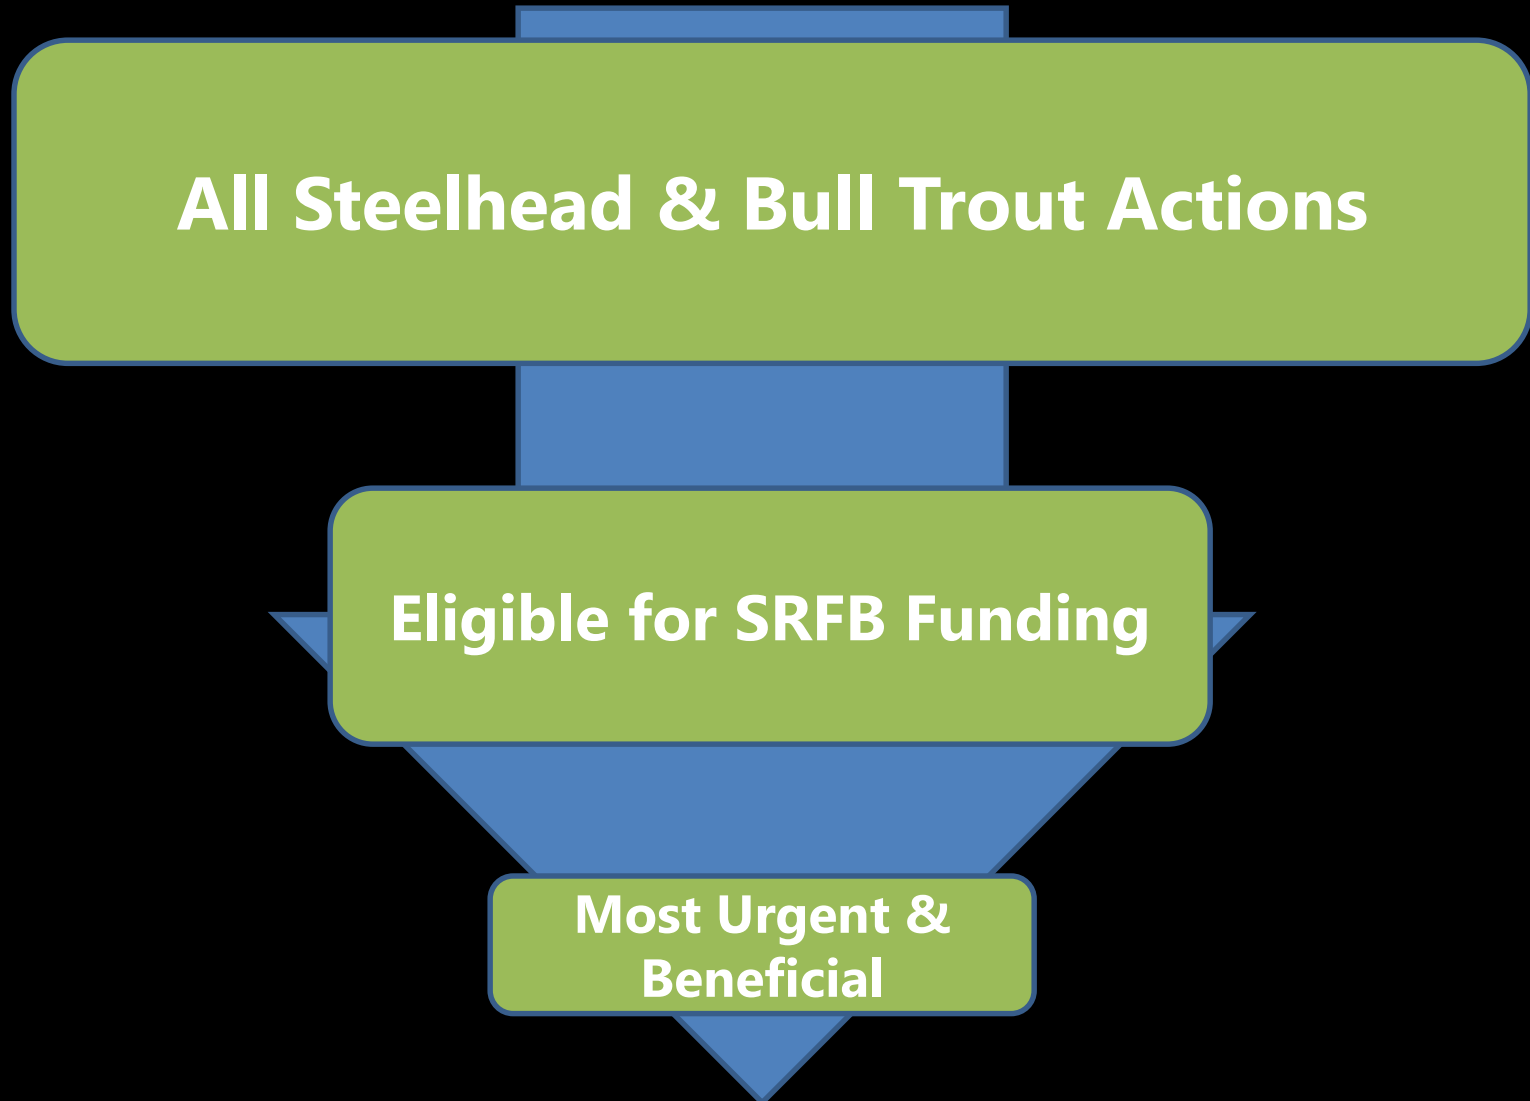 All Steelhead & Bull Trout Actions
Eligible for SRFB Funding
Most Urgent &
Beneficial